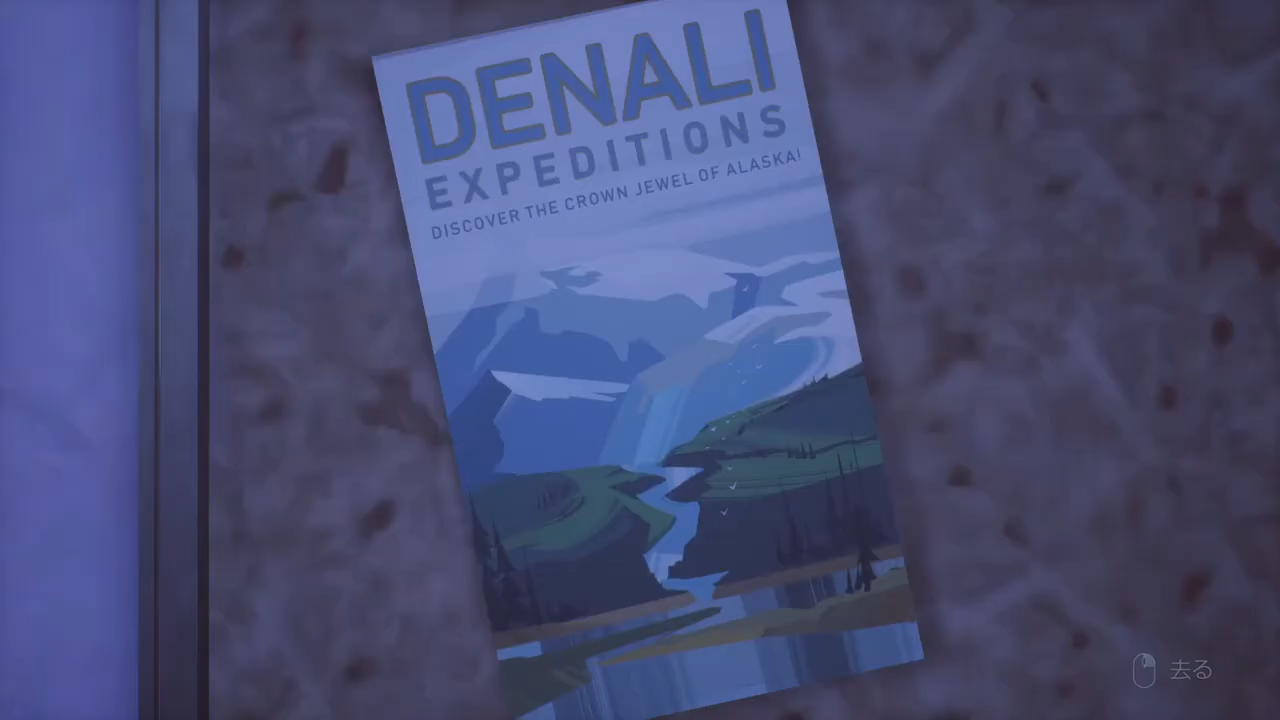 DENALI
EXPEDITIONS
DISCOVER THE CROWN JEWEL OF ALASKA!
去る